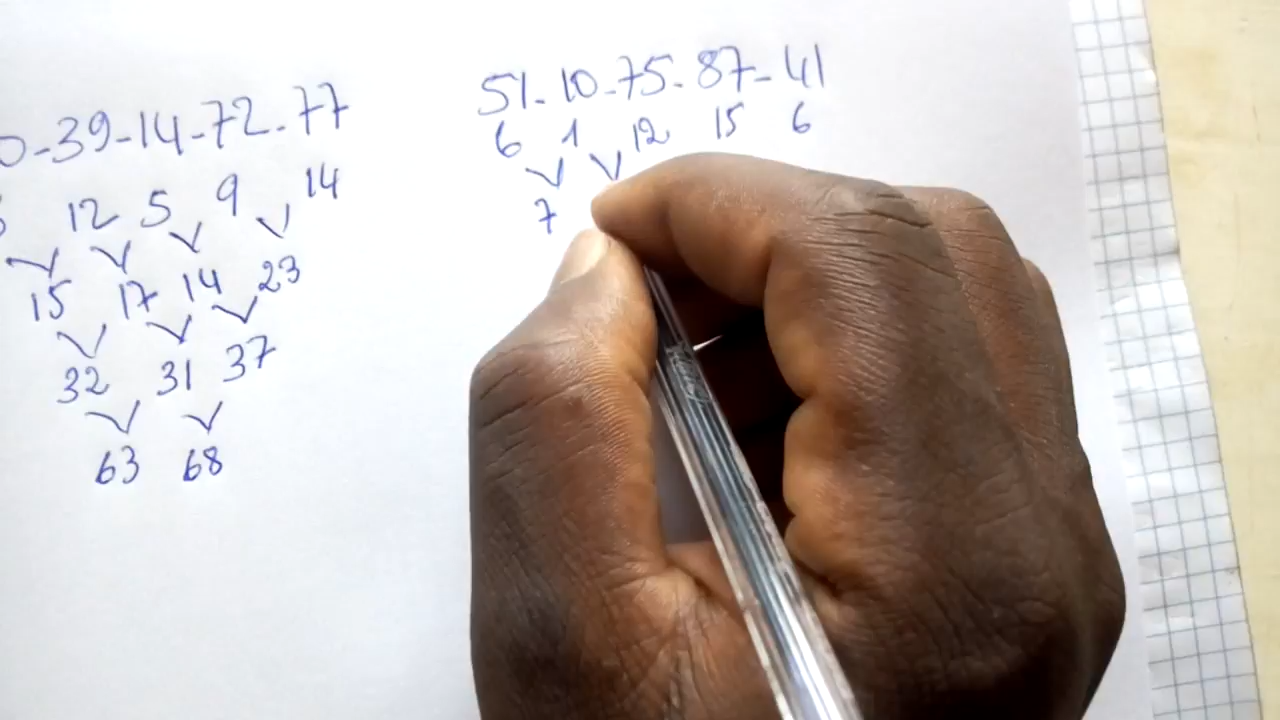 0-39-14-72-77
12 5 9 14
15 17 14 23
32 31 37
63 68
51-10-75-87-41
6 1 12 15 6
7